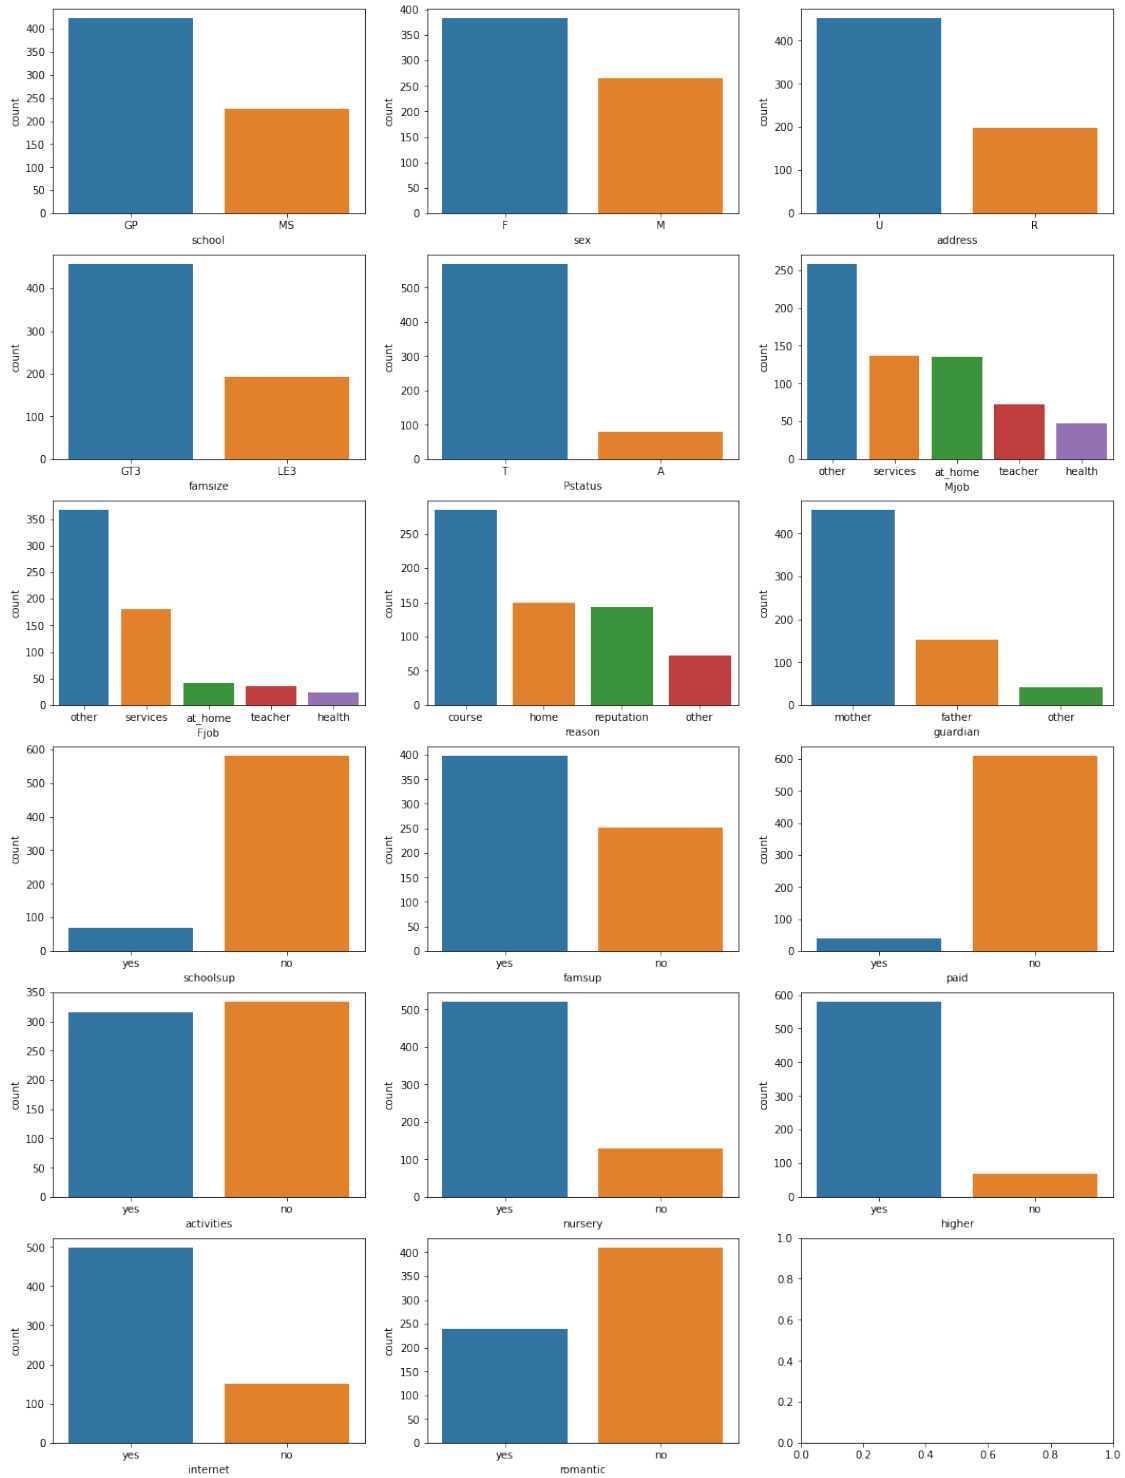 400
350
300
250
200
150
100
50
0
count
GP MS
school
400
350
300
250
200
150
100
50
0
count
F M
sex
400
300
200
100
0
count
U R
address
400
300
200
100
0
count
GT3 LE3
famsize
500
400
300
200
100
0
count
T A
Pstatus
250
200
150
100
50
0
count
other services at_home teacher health
Mjob
350
300
250
200
150
100
50
0
count
other services at_home teacher health
Fjob
250
200
150
100
50
0
count
course home reputation other
reason
400
300
200
100
0
count
mother father other
guardian
600
500
400
300
200
100
0
count
yes no
schoolsup
400
350
300
250
200
150
100
50
0
count
yes no
famsup
600
500
400
300
200
100
0
count
yes no
paid
350
300
250
200
150
100
50
0
count
yes no
activities
500
400
300
200
100
0
count
yes no
nursery
600
500
400
300
200
100
0
count
yes no
higher
500
400
300
200
100
0
count
yes no
internet
400
350
300
250
200
150
100
50
0
count
yes no
romantic
1.0
0.8
0.6
0.4
0.2
0.0
0.0 0.2 0.4 0.6 0.8 1.0